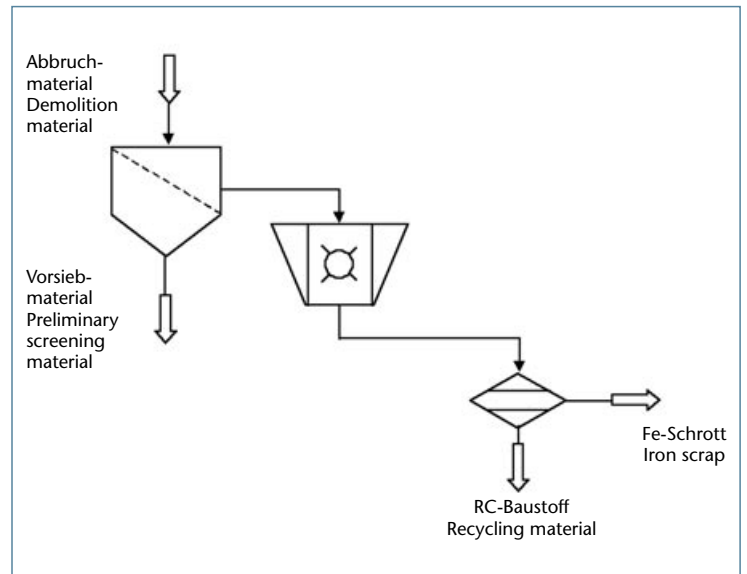 Abbruch-
material
Demolition
material
Vorsieb-
material
Preliminary
screening
material
Fe-Schrott
Iron scrap
RC-Baustoff
Recycling material